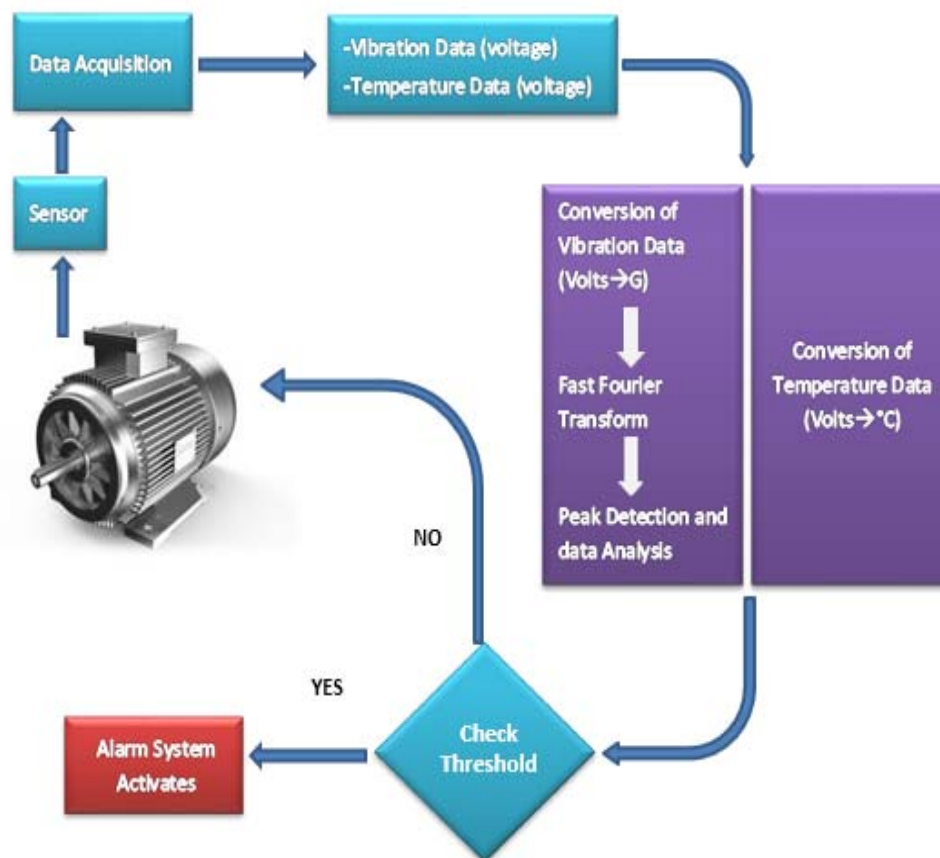 Data Acquisition
-Vibration Data (voltage)
-Temperature Data (voltage)
Sensor
Conversion of
Vibration Data
(Volts→G)
Fast Fourier
Transform
Peak Detection and
data Analysis
Conversion of
Temperature Data
(Volts→°C)
NO
YES
Check
Threshold
Alarm System
Activates